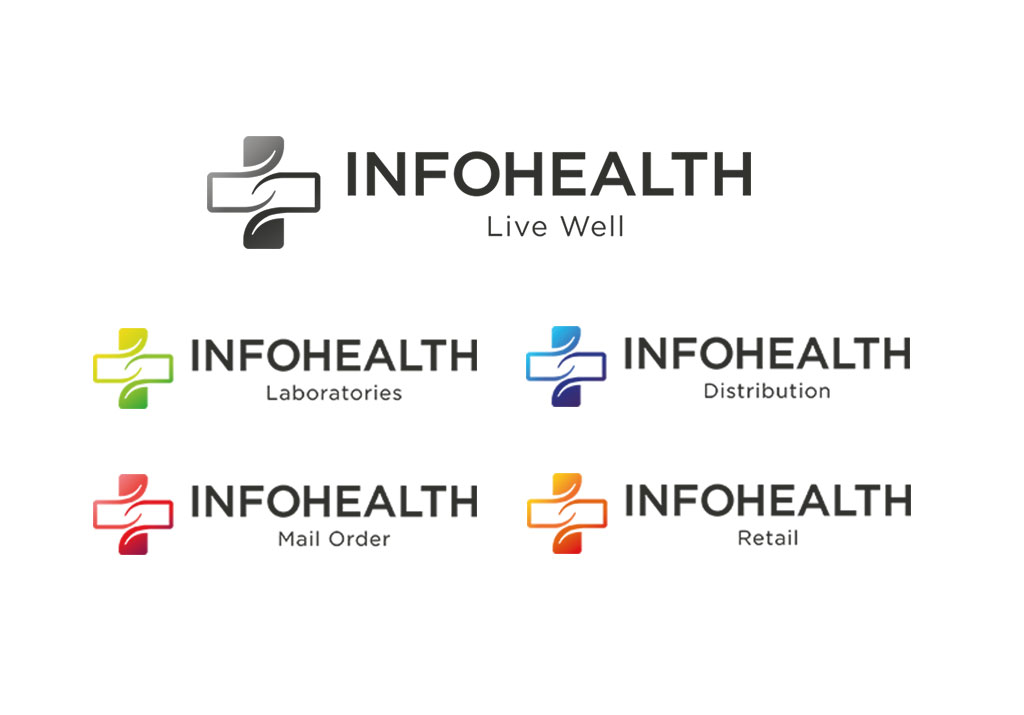 INFOHEALTH
Live Well
INFOHEALTH
Laboratories
INFOHEALTH
Distribution
INFOHEALTH
Mail Order
INFOHEALTH
Retail